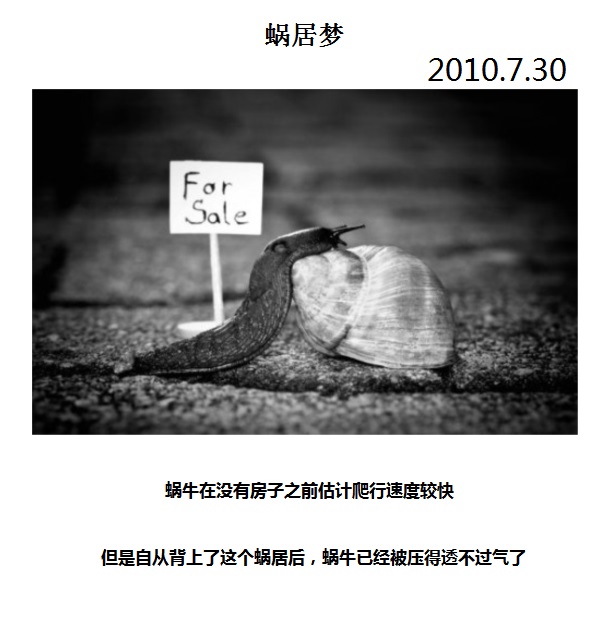 蜗居梦
2010.7.30
For
Sale
蜗牛在没有房子之前估计爬行速度较快
但是自从背上了这个蜗居后，蜗牛已经被压得透不过气了